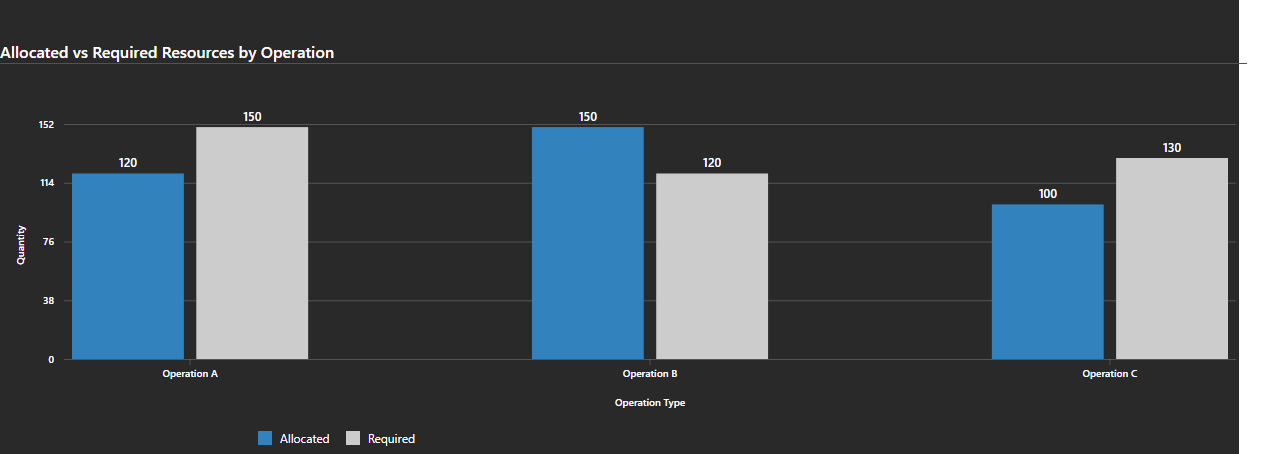 Allocated vs Required Resources by Operation
150 150
152
130
120 120
114
100
Quantity
76
38
0
Operation A Operation B Operation C
Operation Type
Allocated Required